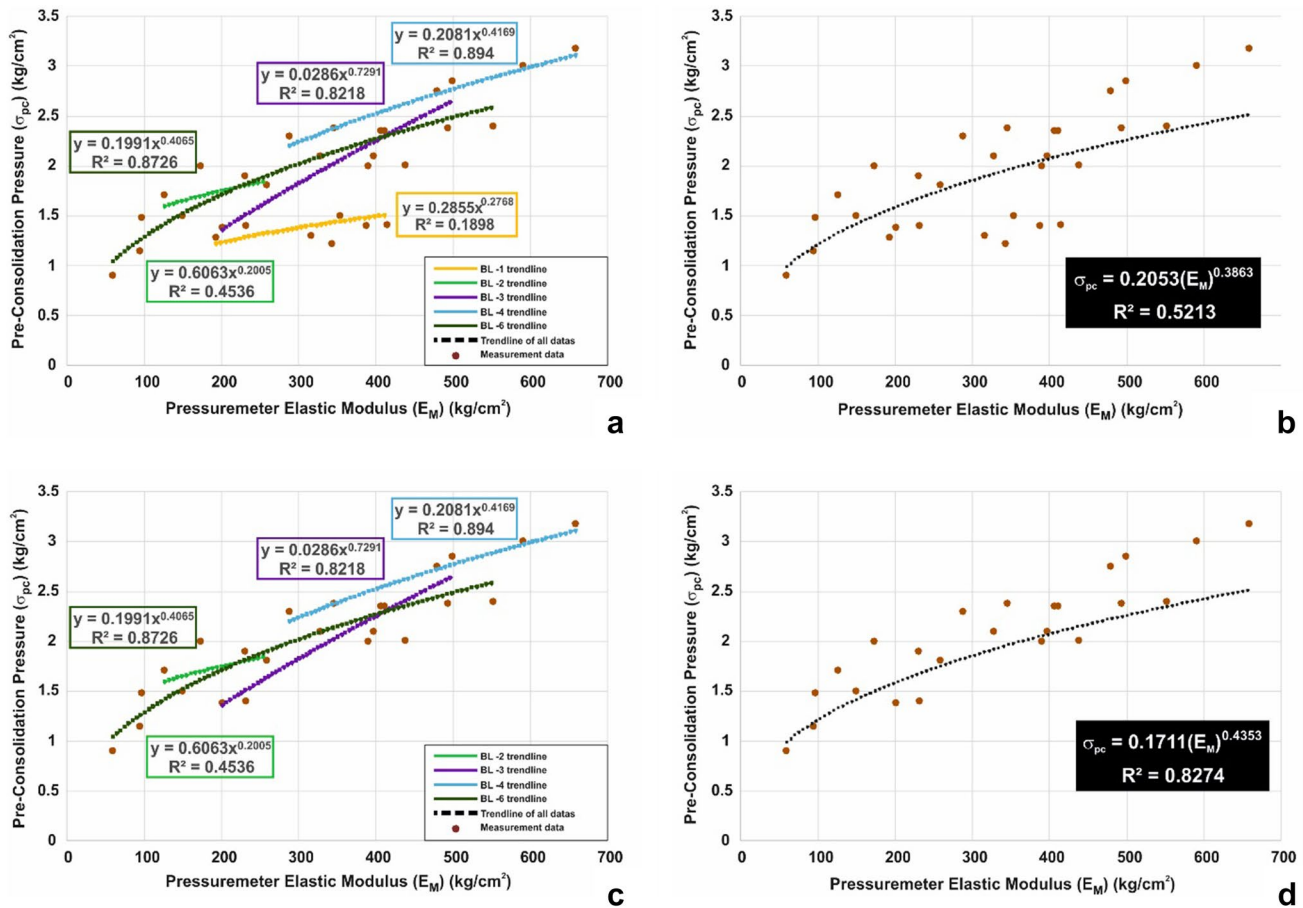 Pre-Consolidation Pressure (σpc) (kg/cm²)
3.5
3
2.5
2
1.5
1
0.5
0
0 100 200 300 400 500 600 700
Pressuremeter Elastic Modulus (EM) (kg/cm²)
y = 0.2081x^0.4169
R² = 0.894
y = 0.0286x^0.7291
R² = 0.8218
y = 0.1991x^0.4065
R² = 0.8726
y = 0.2855x^0.2768
R² = 0.1898
y = 0.6063x^0.2005
R² = 0.4536
BL -1 trendline
BL -2 trendline
BL -3 trendline
BL -4 trendline
BL -6 trendline
Trendline of all datas
Measurement data
a
Pre-Consolidation Pressure (σpc) (kg/cm²)
3.5
3
2.5
2
1.5
1
0.5
0
0 100 200 300 400 500 600
Pressuremeter Elastic Modulus (EM) (kg/cm²)
σpc = 0.2053(EM)^0.3863
R² = 0.5213
b
Pre-Consolidation Pressure (σpc) (kg/cm²)
3.5
3
2.5
2
1.5
1
0.5
0
0 100 200 300 400 500 600 700
Pressuremeter Elastic Modulus (EM) (kg/cm²)
y = 0.2081x^0.4169
R² = 0.894
y = 0.0286x^0.7291
R² = 0.8218
y = 0.1991x^0.4065
R² = 0.8726
y = 0.6063x^0.2005
R² = 0.4536
BL -2 trendline
BL -3 trendline
BL -4 trendline
BL -6 trendline
Trendline of all datas
Measurement data
c
Pre-Consolidation Pressure (σpc) (kg/cm²)
3.5
3
2.5
2
1.5
1
0.5
0
0 100 200 300 400 500 600 700
Pressuremeter Elastic Modulus (EM) (kg/cm²)
σpc = 0.1711(EM)^0.4353
R² = 0.8274
d